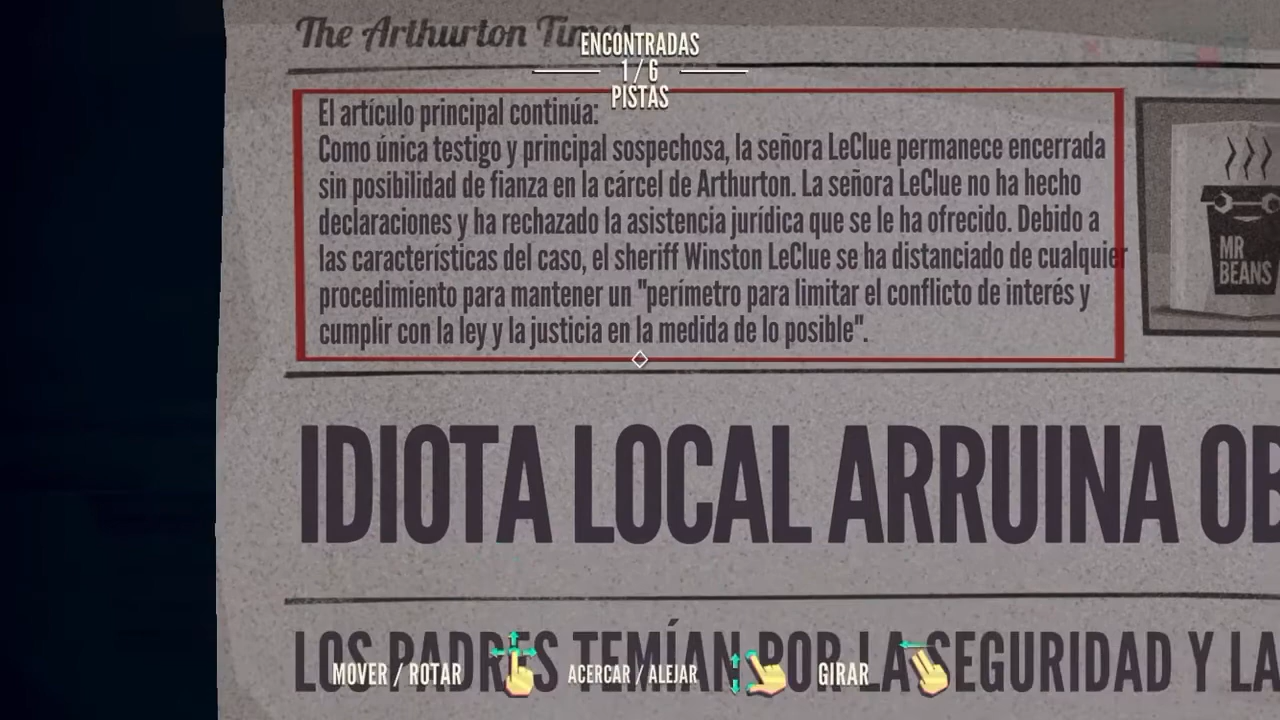 The Arthurton Times
ENCONTRADAS
1 / 6
PISTAS
El artículo principal continúa:
Como única testigo y principal sospechosa, la señora LeClue permanece encerrada
sin posibilidad de fianza en la cárcel de Arthurton. La señora LeClue no ha hecho
declaraciones y ha rechazado la asistencia jurídica que se le ha ofrecido. Debido a
las características del caso, el sheriff Winston LeClue se ha distanciado de cualquier
procedimiento para mantener un "perímetro para limitar el conflicto de interés y
cumplir con la ley y la justicia en la medida de lo posible".
MR
BEANS
IDIOTA LOCAL ARRUINA OB
LOS PADRES TEMÍAN POR LA SEGURIDAD Y LA
MOVER / ROTAR
ACERCAR / ALEJAR
GIRAR